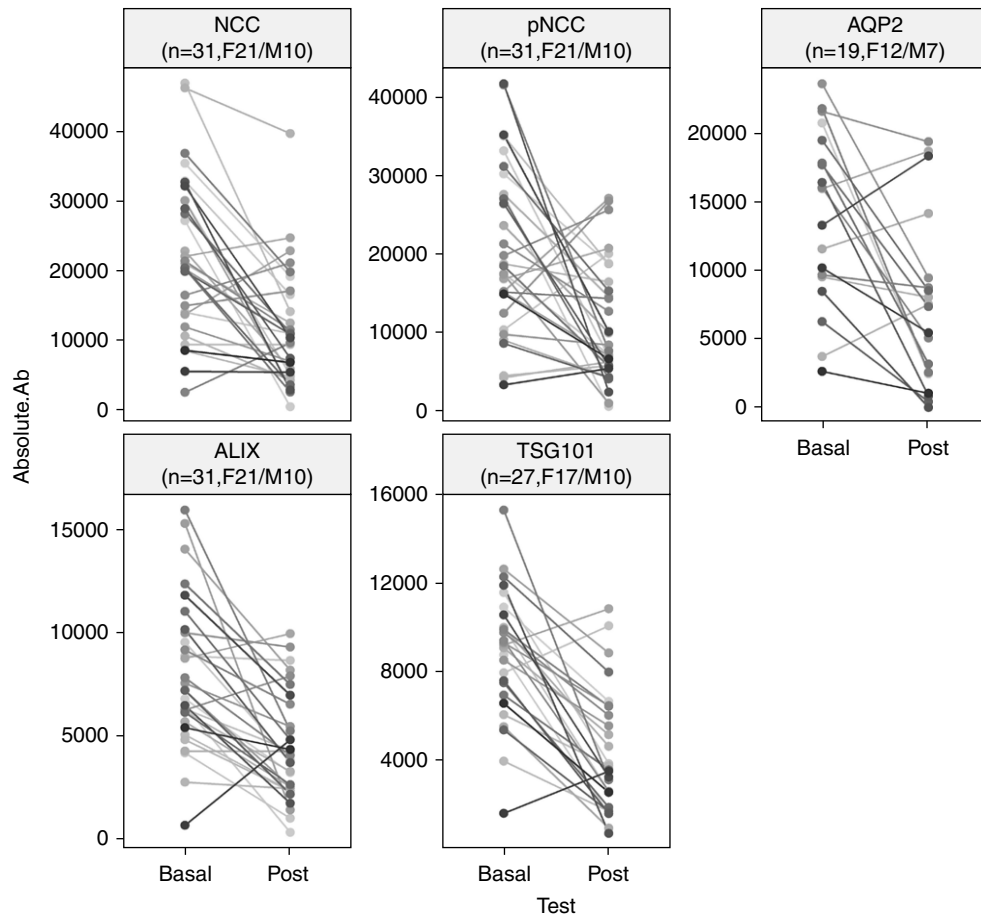 NCC
(n=31,F21/M10)
pNCC
(n=31,F21/M10)
AQP2
(n=19,F12/M7)
40000
30000
20000
10000
0
40000
30000
20000
10000
0
20000
15000
10000
5000
0
Basal
Post
Absolute.Ab
ALIX
(n=31,F21/M10)
TSG101
(n=27,F17/M10)
15000
10000
5000
0
16000
12000
8000
4000
Basal
Post
Basal
Post
Test